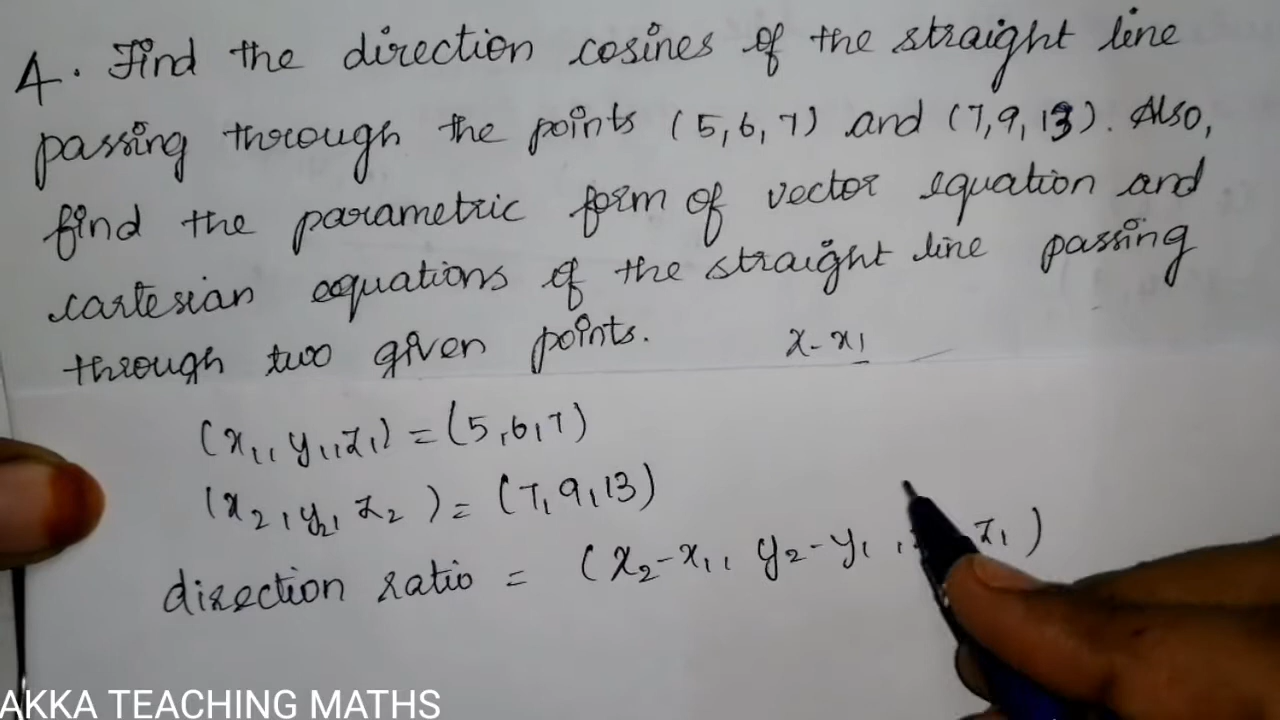 4. Find the direction cosines of the straight line
passing through the points (5,6,7) and (7,9,13). Also,
find the parametric form of vector equation and
cartesian equations of the straight line passing
through two given points.
x-x1
(x1, y1, z1) = (5,6,7)
(x2, y2, z2) = (7,9,13)
direction ratio = (x2-x1, y2-y1, z1)
AKKA TEACHING MATHS